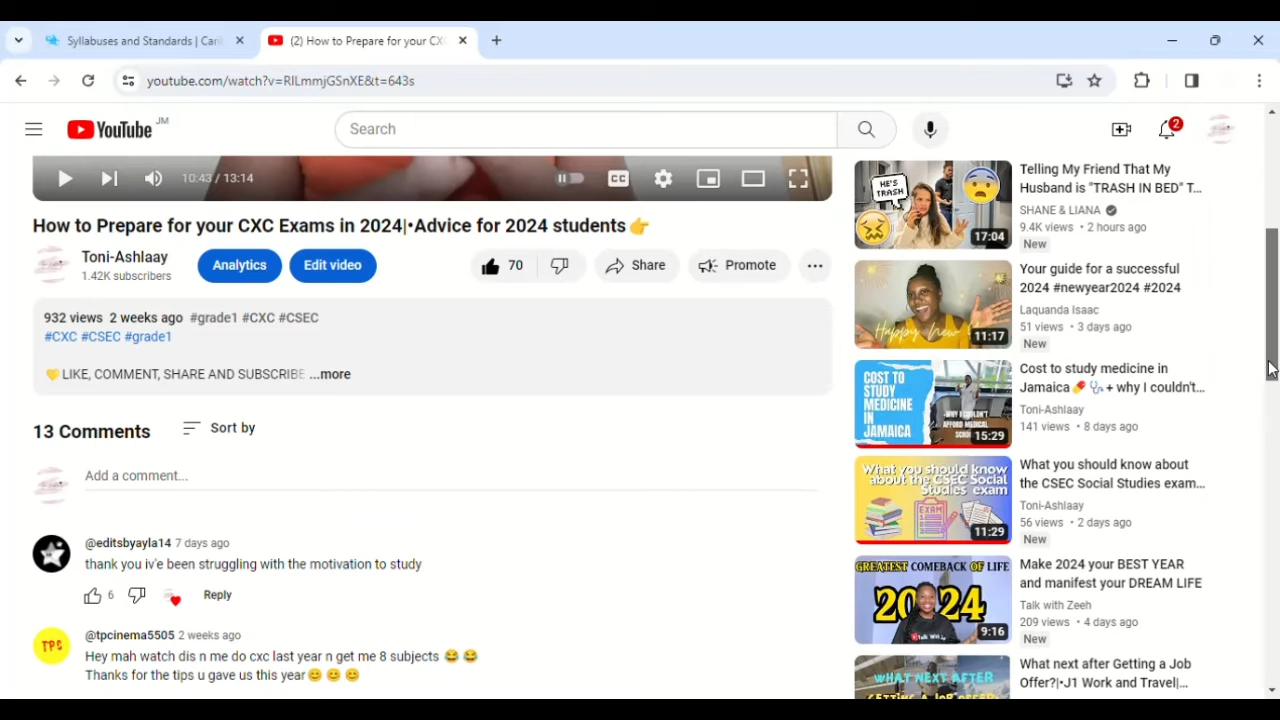 Syllabuses and Standards | Cari
(2) How to Prepare for your CX
youtube.com/watch?v=RlLmmjGSnXE&t=643s
YouTube JM
Search
2
10:43 / 13:14
CC
How to Prepare for your CXC Exams in 2024|•Advice for 2024 students👉
Toni-Ashlaay
1.42K subscribers
Analytics
Edit video
70
Share
Promote
932 views 2 weeks ago #grade1 #CXC #CSEC
#CXC #CSEC #grade1
💛LIKE, COMMENT, SHARE AND SUBSCRIBE ...more
13 Comments
Sort by
Add a comment...
@editsbyayla14 7 days ago
thank you iv'e been struggling with the motivation to study
6
Reply
TPS
@tpcinema5505 2 weeks ago
Hey mah watch dis n me do cxc last year n get me 8 subjects 😂 😂
Thanks for the tips u gave us this year😊 😊 😊
HE'S
TRASH
17:04
Telling My Friend That My
Husband is "TRASH IN BED" T...
SHANE & LIANA
9.4K views • 2 hours ago
New
Happy New
11:17
Your guide for a successful
2024 #newyear2024 #2024
Laquanda Isaac
51 views • 3 days ago
New
COST TO
STUDY
MEDICINE
IN
JAMAICA
WHY I COULDN'T
AFFORD MEDICAL
15:29
Cost to study medicine in
Jamaica💊🩺+ why I couldn't...
Toni-Ashlaay
141 views • 8 days ago
What you should know
about the CSEC Social
Studies exam
EXAM
11:29
What you should know about
the CSEC Social Studies exam...
Toni-Ashlaay
56 views • 2 days ago
New
GREATEST COMEBACK OF LIFE
2024
9:16
Make 2024 your BEST YEAR
and manifest your DREAM LIFE
Talk with Zeeh
209 views • 4 days ago
New
WHAT NEXT AFTER
GETTING A JOB OFFER?
What next after Getting a Job
Offer?|•J1 Work and Travel|...